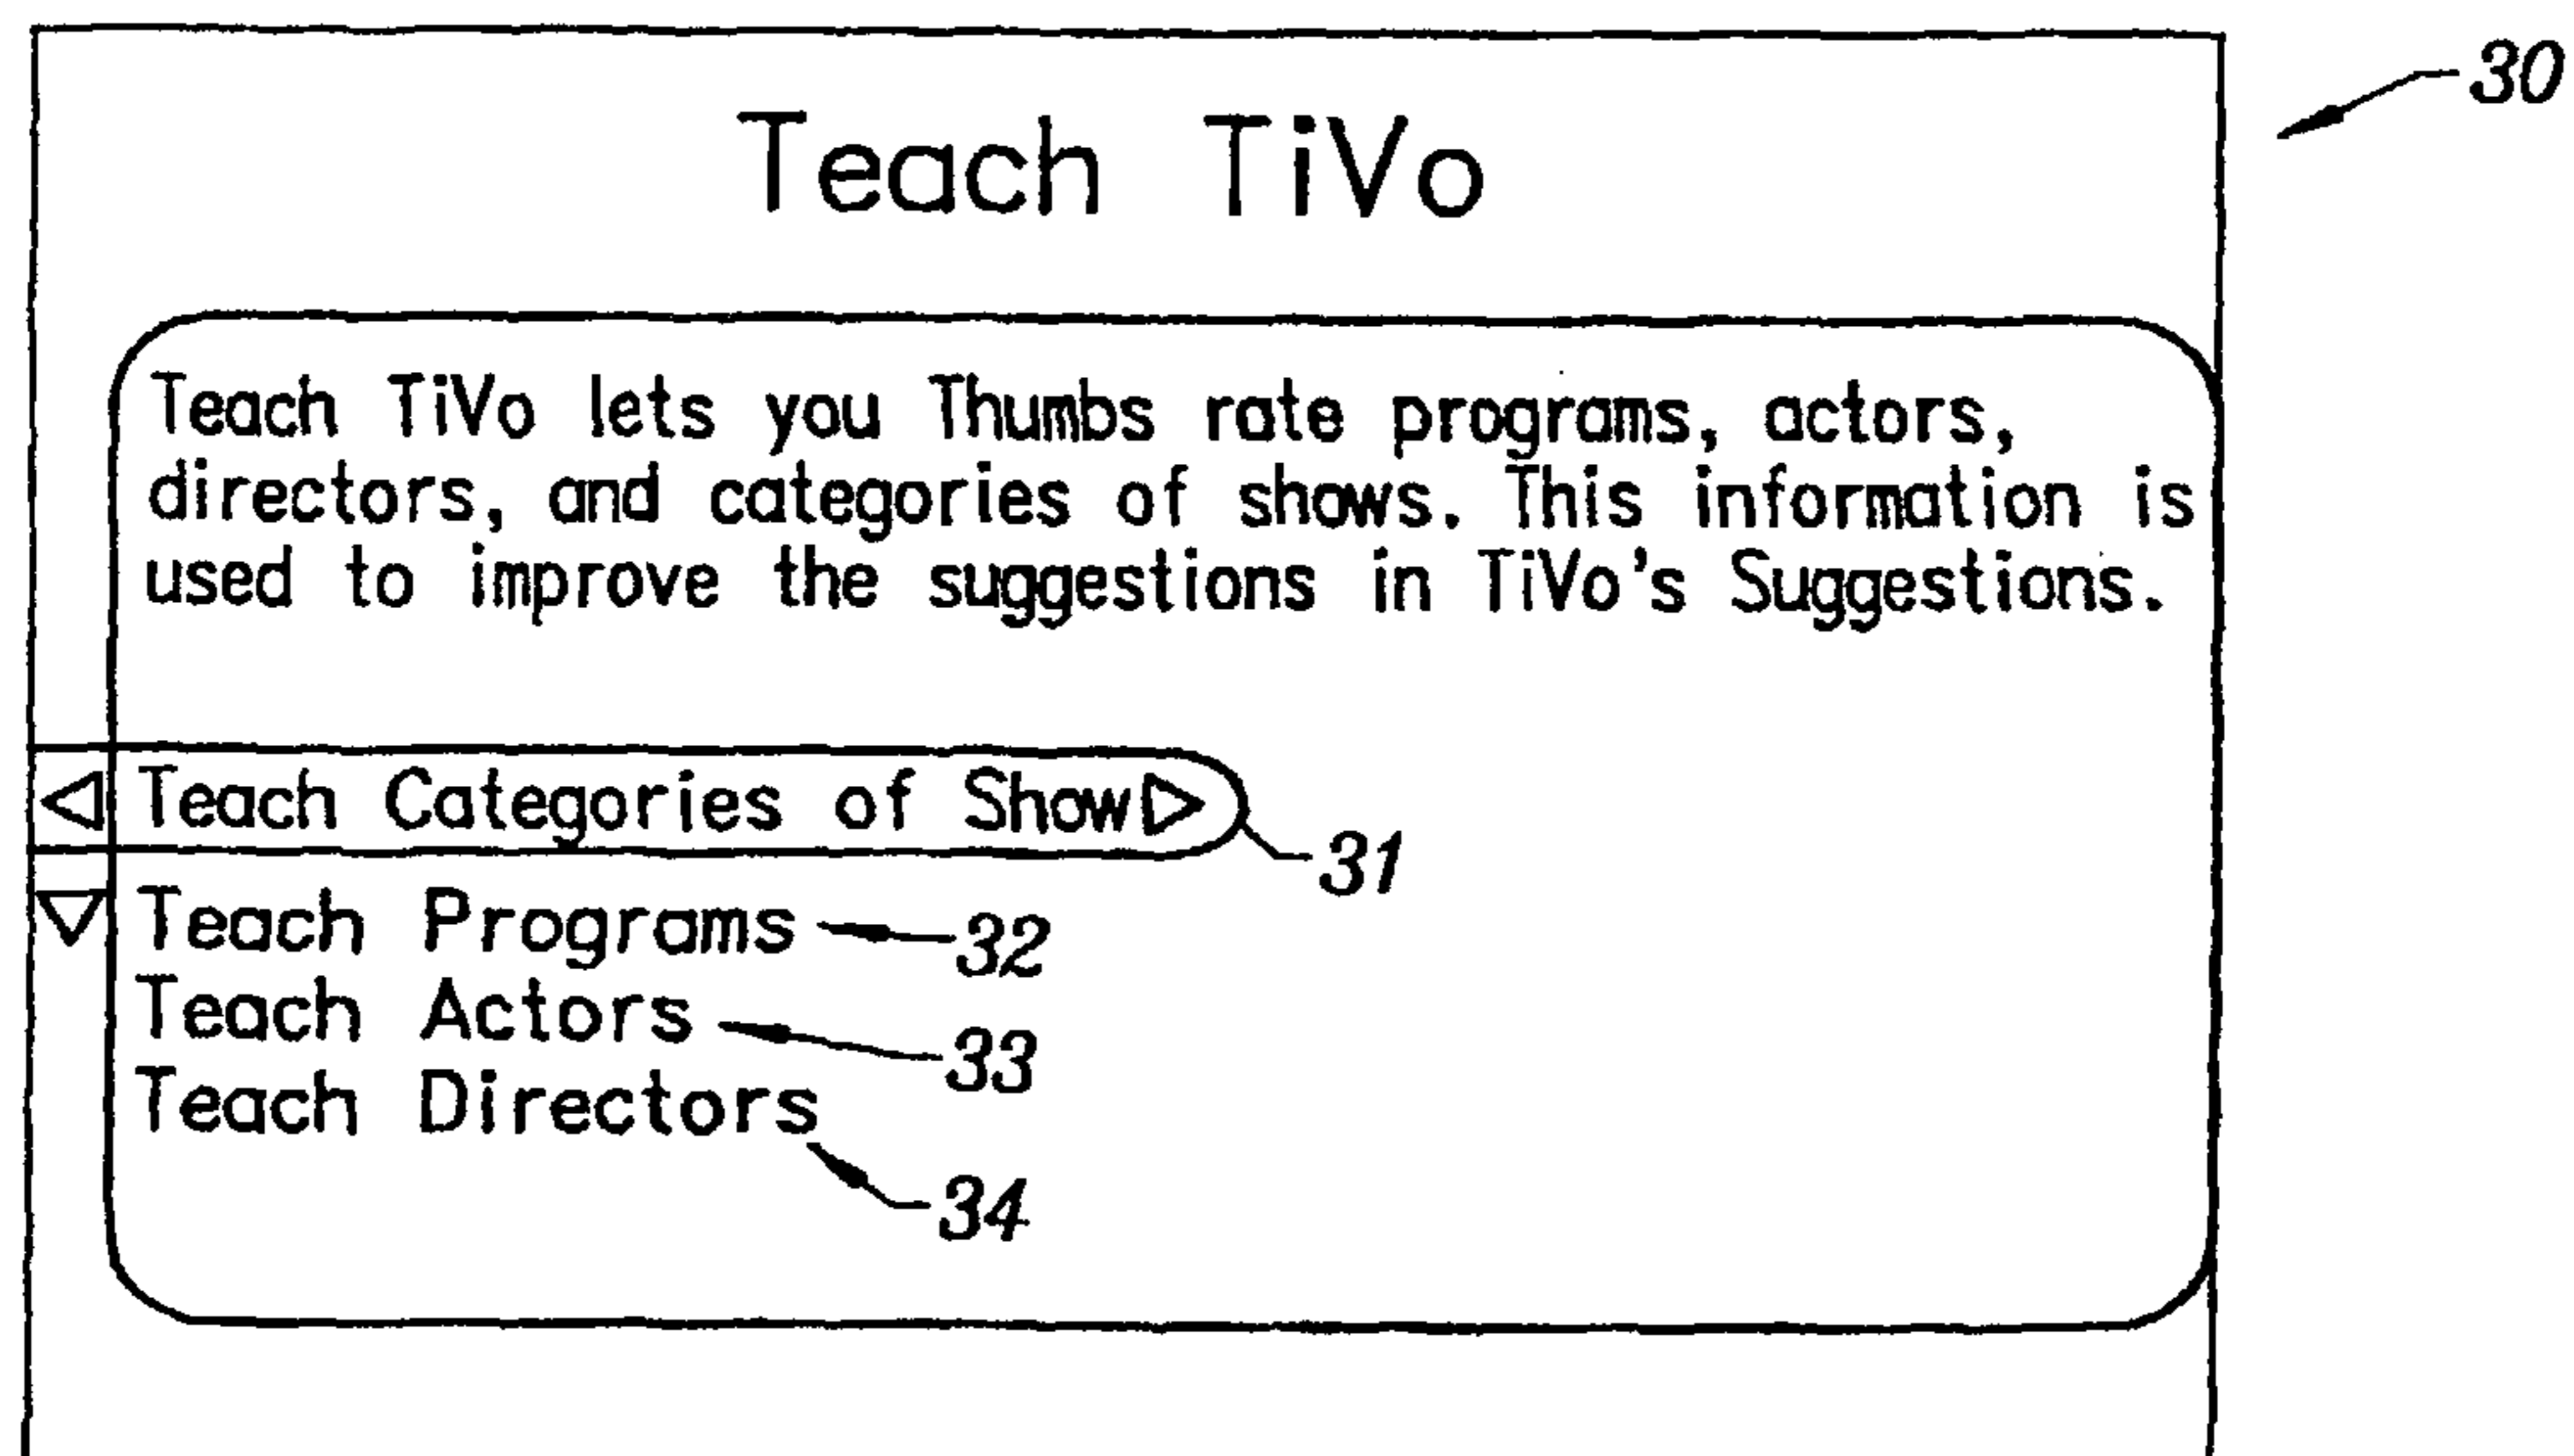 30
Teach TiVo
Teach TiVo lets you Thumbs rate programs, actors,
directors, and categories of shows. This information is
used to improve the suggestions in TiVo's Suggestions.
Teach Categories of Show
31
Teach Programs
32
Teach Actors
33
Teach Directors
34